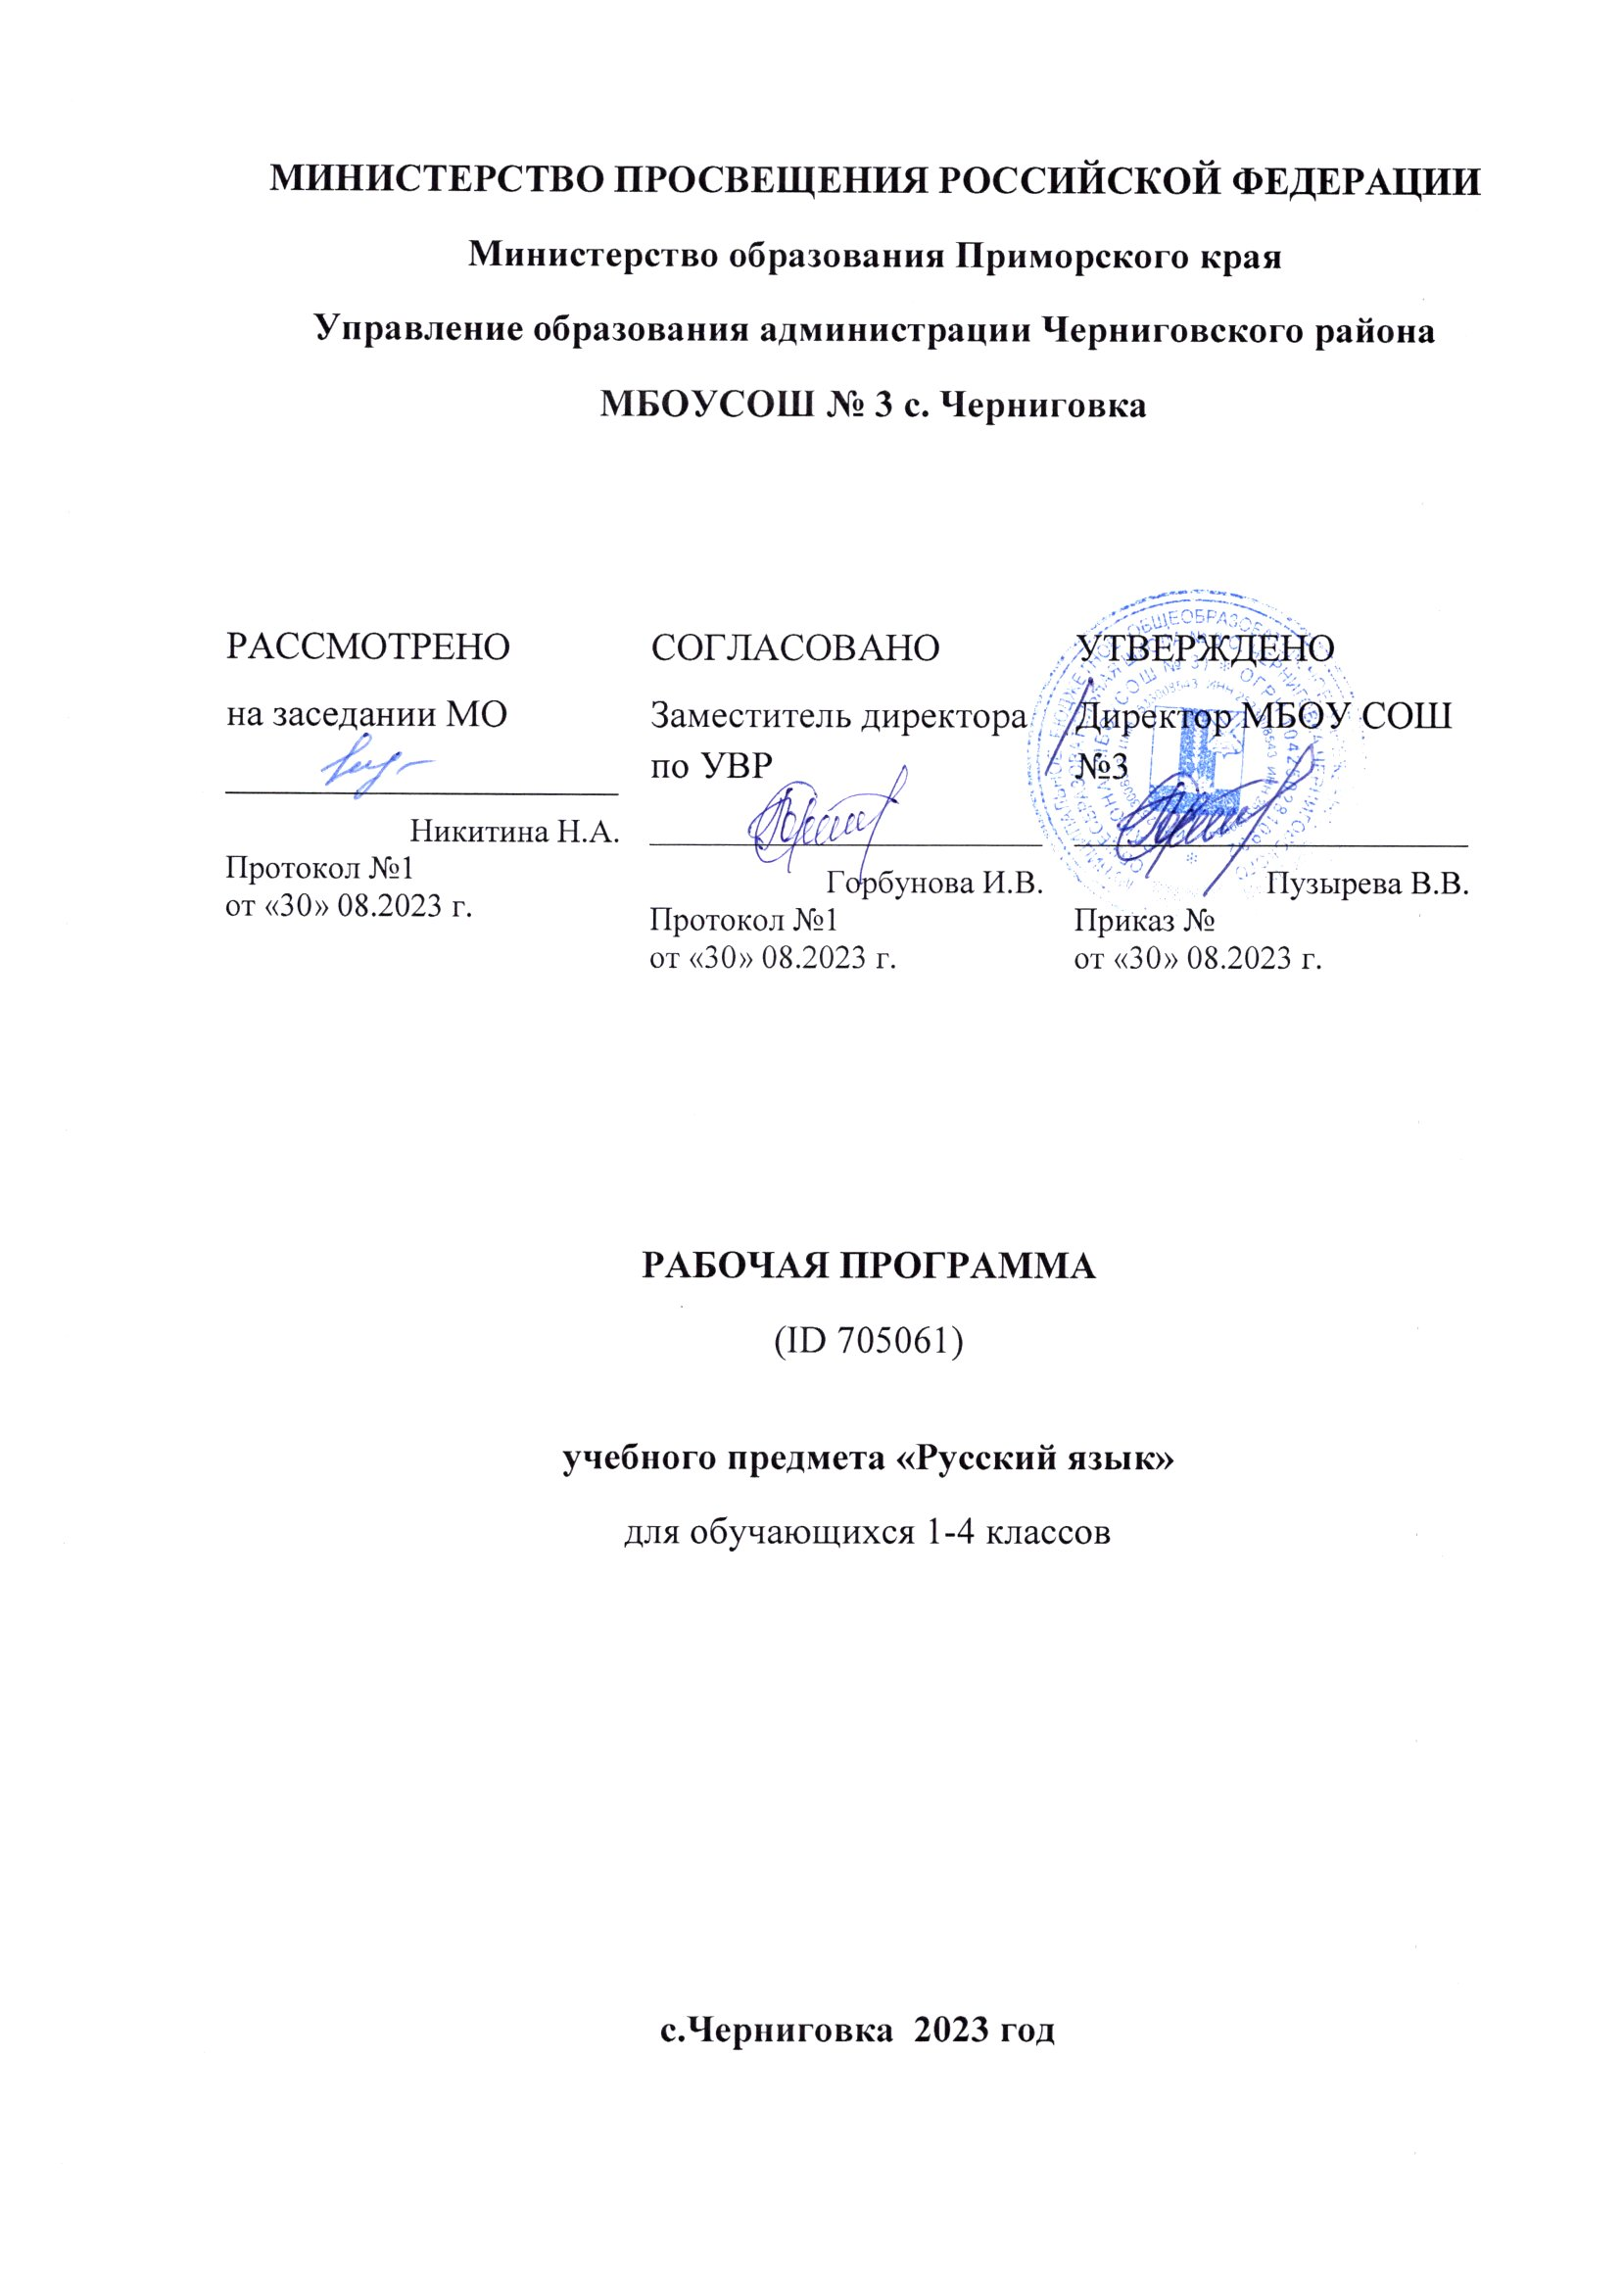 МИНИСТЕРСТВО ПРОСВЕЩЕНИЯ РОССИЙСКОЙ ФЕДЕРАЦИИ
Министерство образования Приморского края
Управление образования администрации Черниговского района
МБОУСОШ № 3 с. Черниговка
РАССМОТРЕНО
на заседании МО
Никитина Н.А.
Протокол №1
от «30» 08.2023 г.
СОГЛАСОВАНО
Заместитель директора
по УВР
Горбунова И.В.
Протокол №1
от «30» 08.2023 г.
УТВЕРЖДЕНО
Директор МБОУ СОШ
№3
Пузырева В.В.
Приказ №
от «30» 08.2023 г.
РАБОЧАЯ ПРОГРАММА
(ID 705061)
учебного предмета «Русский язык»
для обучающихся 1-4 классов
с.Черниговка 2023 год